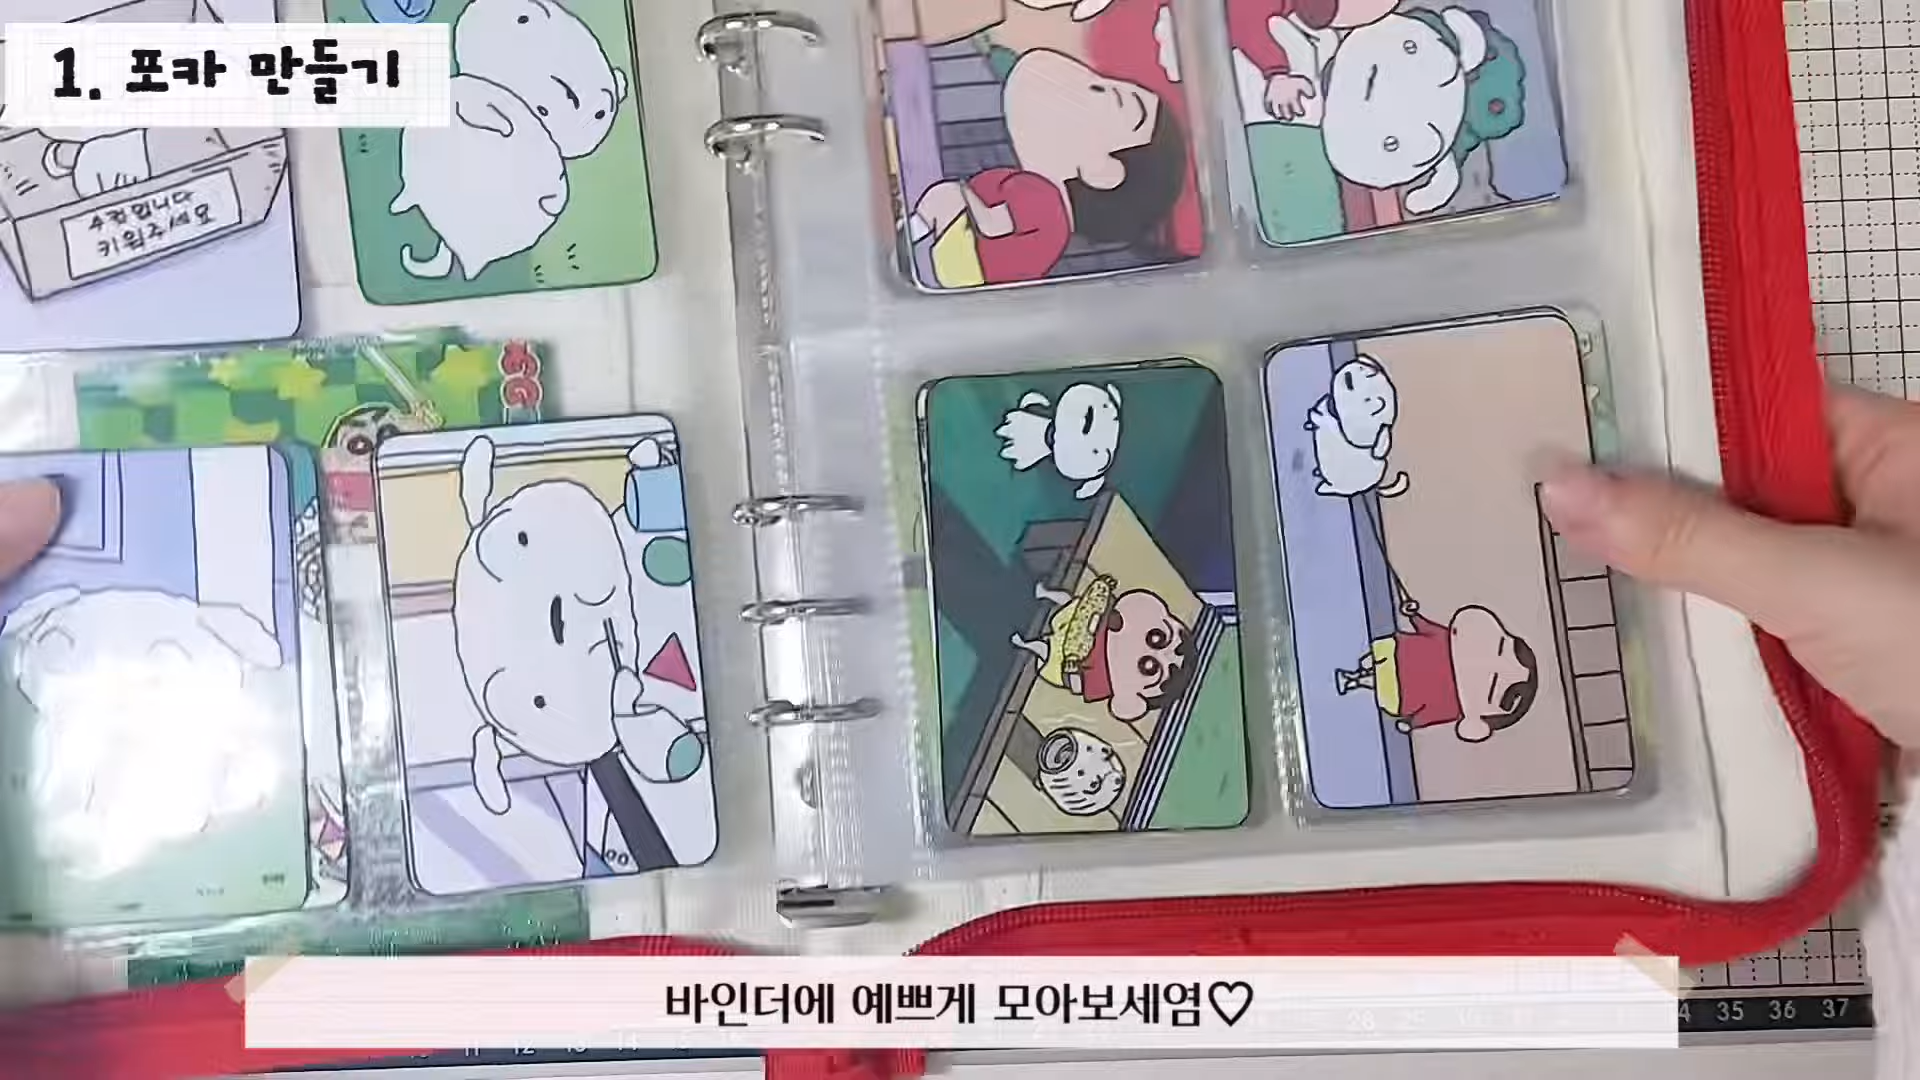 1. 포카 만들기
수컷입니다
키워주세요
바인더에 예쁘게 모아보세염♡
34 35 36 37